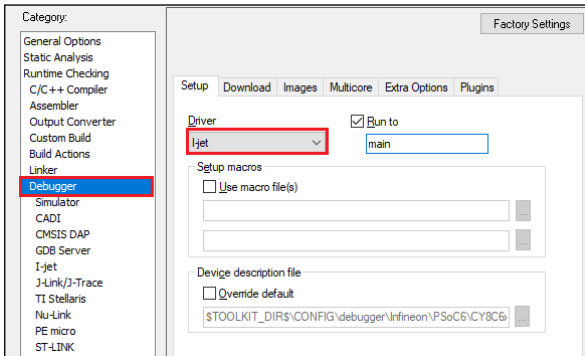 Category:
Factory Settings
General Options
Static Analysis
Runtime Checking
C/C++ Compiler
Assembler
Output Converter
Custom Build
Build Actions
Linker
Debugger
Simulator
CADI
CMSIS DAP
GDB Server
I-jet
J-Link/J-Trace
TI Stellaris
Nu-Link
PE micro
ST-LINK
Setup Download Images Multicore Extra Options Plugins
Driver
Run to
I-jet
main
Setup macros
Use macro file(s)
...
...
Device description file
Override default
$TOOLKIT_DIR$\CONFIG\debugger\Infineon\PSoC6\CY8C6
...